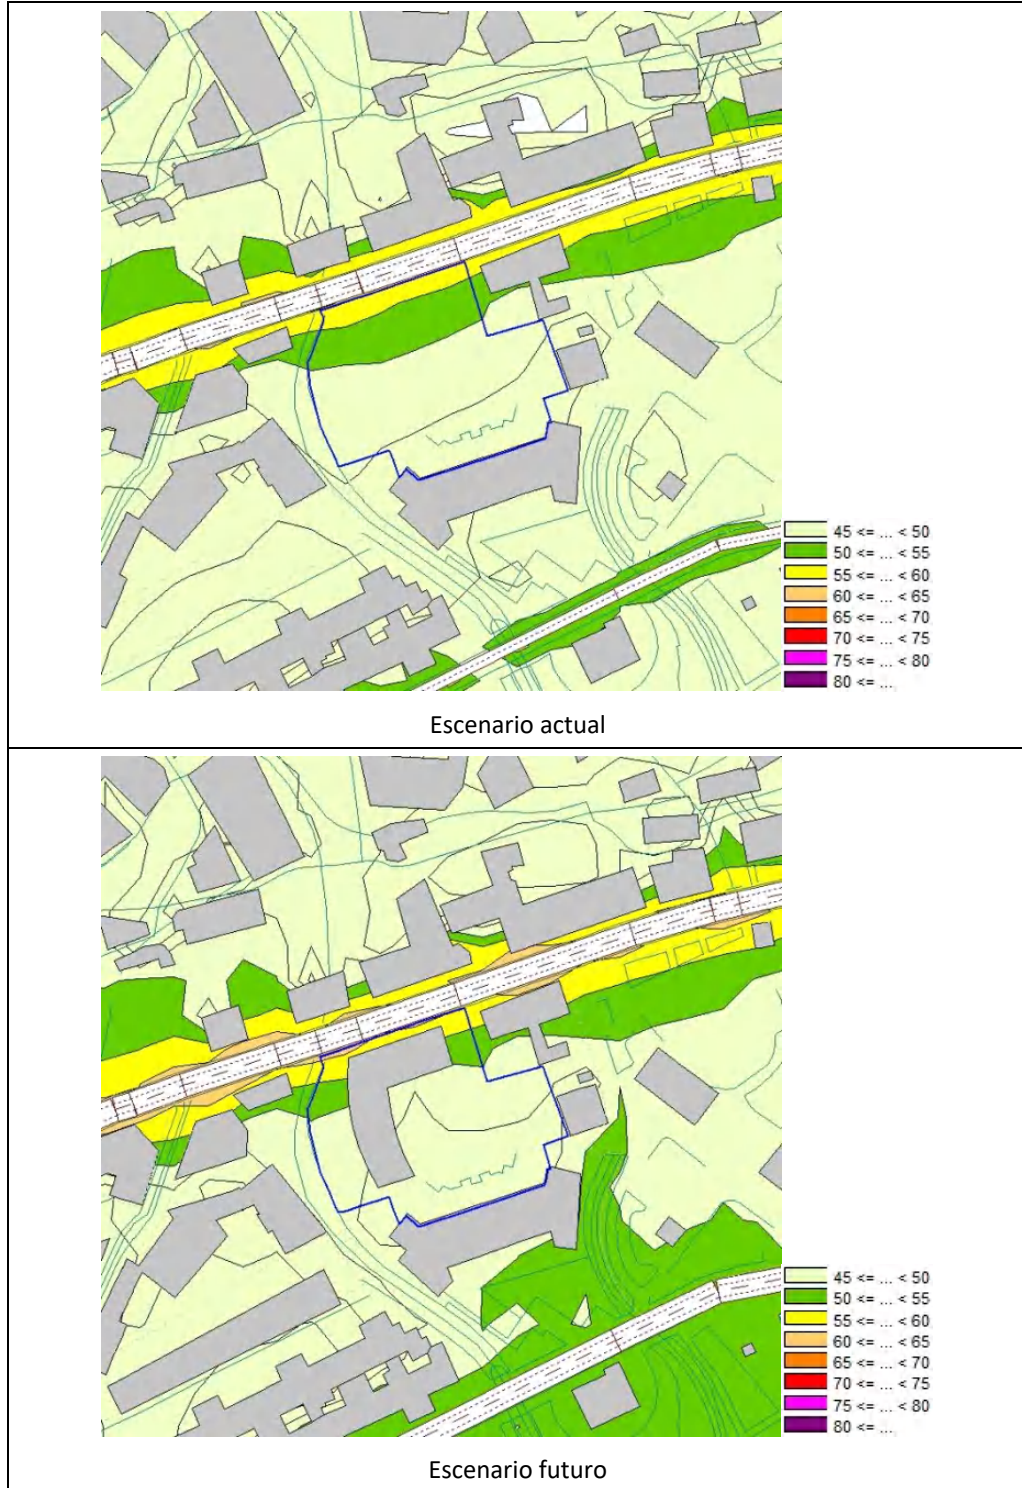 45 <= ... < 50
50 <= ... < 55
55 <= ... < 60
60 <= ... < 65
65 <= ... < 70
70 <= ... < 75
75 <= ... < 80
80 <= ...
Escenario actual
45 <= ... < 50
50 <= ... < 55
55 <= ... < 60
60 <= ... < 65
65 <= ... < 70
70 <= ... < 75
75 <= ... < 80
80 <= ...
Escenario futuro